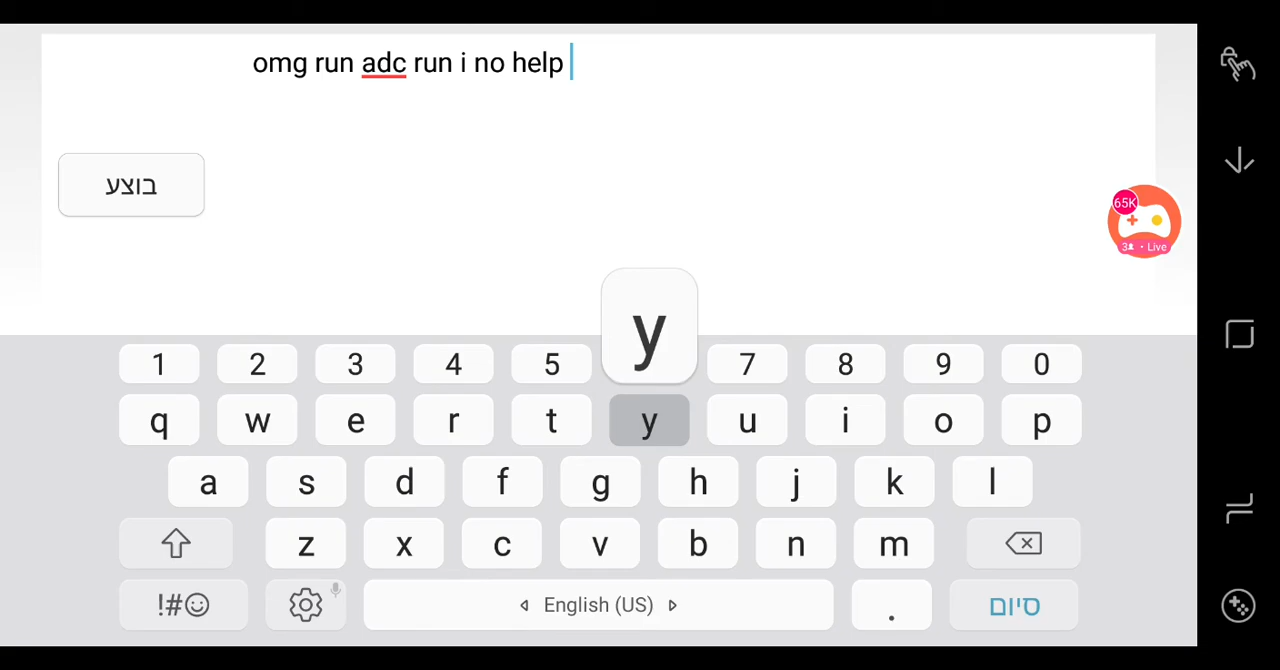 omg run adc run i no help
בוצע
65K
3 • Live
y
1 2 3 4 5 7 8 9 0
q w e r t y u i o p
a s d f g h j k l
z x c v b n m
!#☺ English (US) . סיום